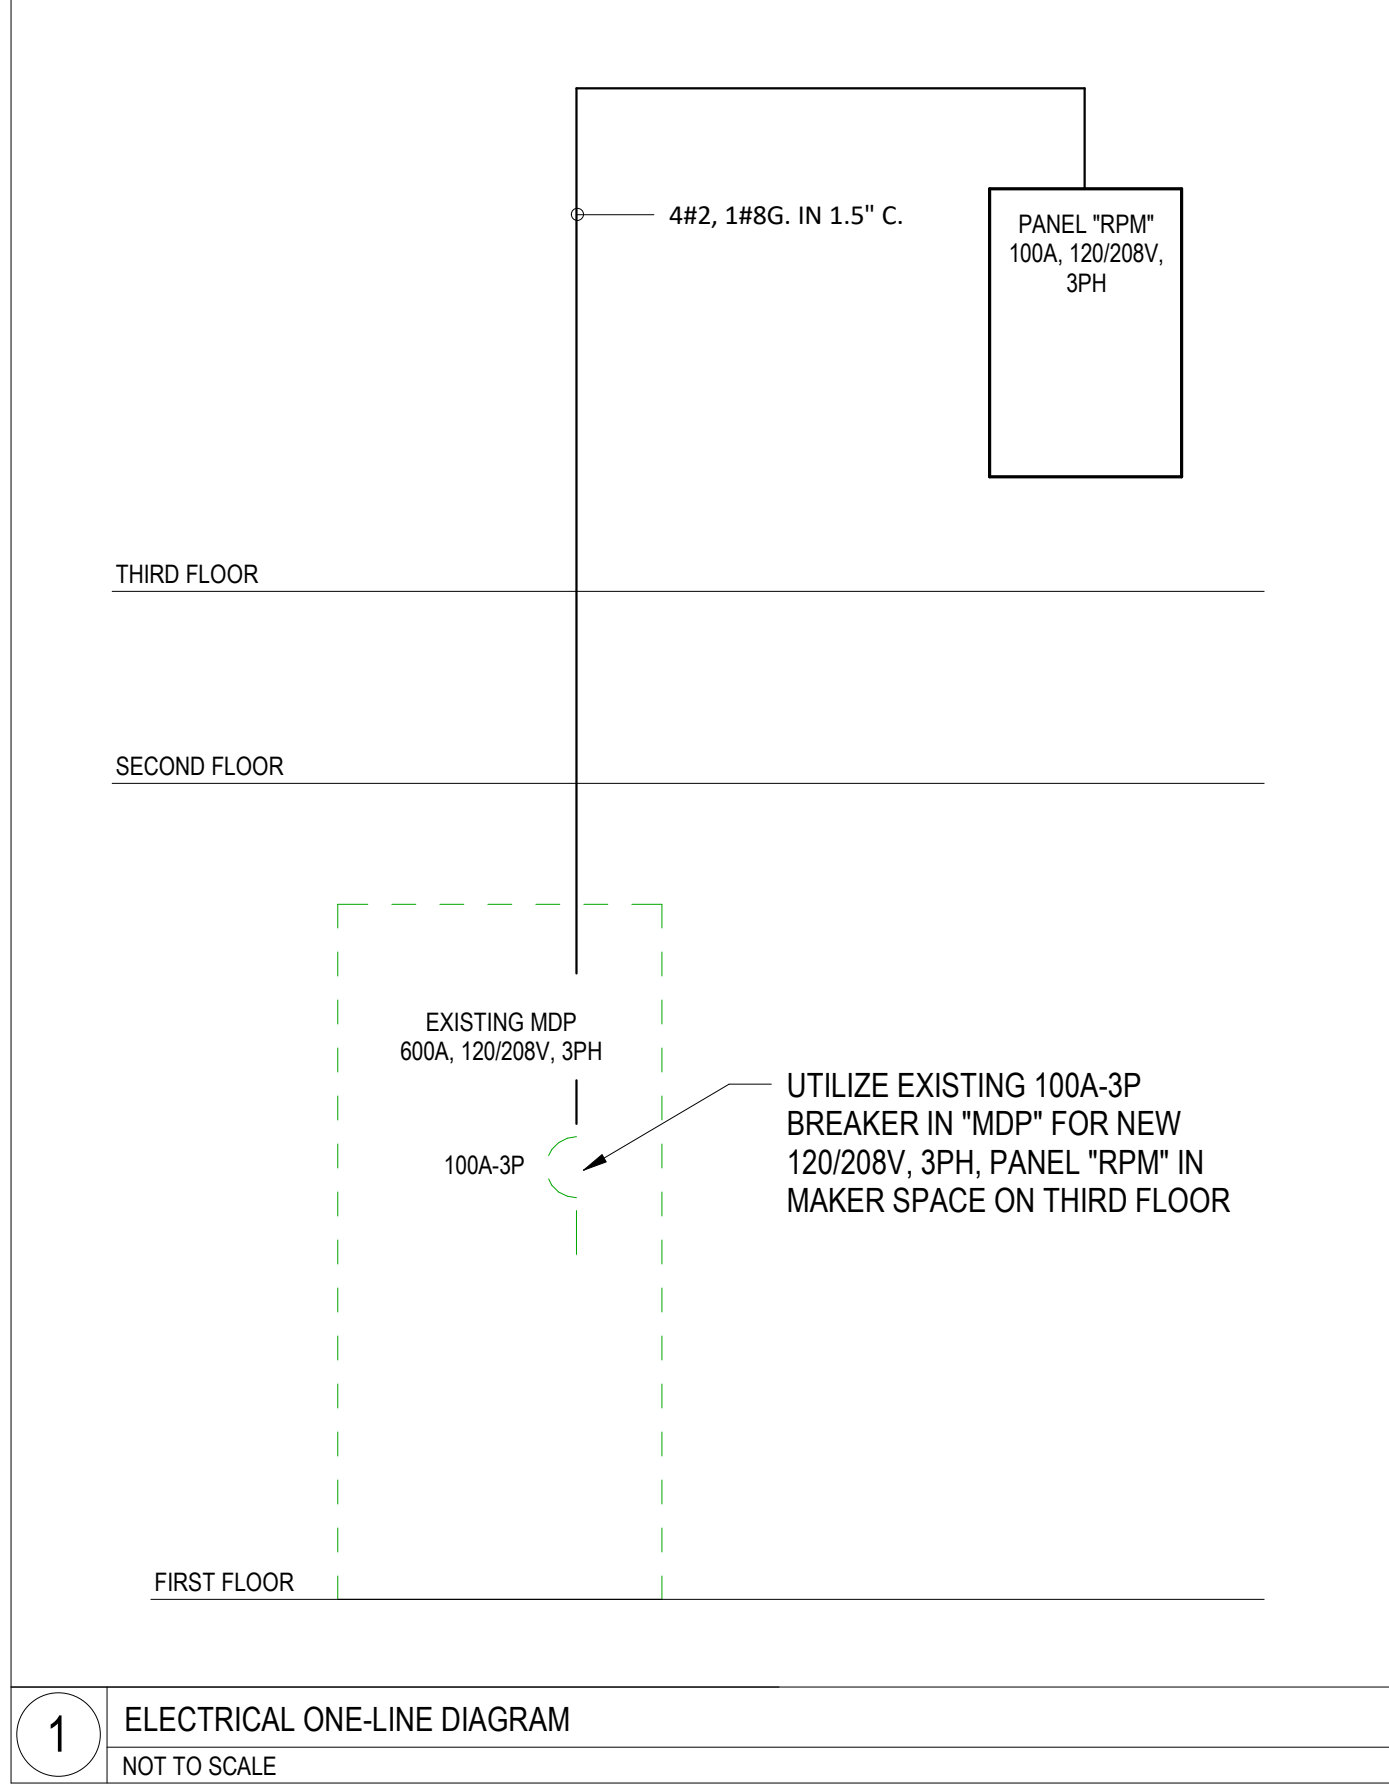 4#2, 1#8G. IN 1.5" C.
PANEL "RPM"
100A, 120/208V,
3PH
THIRD FLOOR
SECOND FLOOR
EXISTING MDP
600A, 120/208V, 3PH
100A-3P
UTILIZE EXISTING 100A-3P
BREAKER IN "MDP" FOR NEW
120/208V, 3PH, PANEL "RPM" IN
MAKER SPACE ON THIRD FLOOR
FIRST FLOOR
1
ELECTRICAL ONE-LINE DIAGRAM
NOT TO SCALE